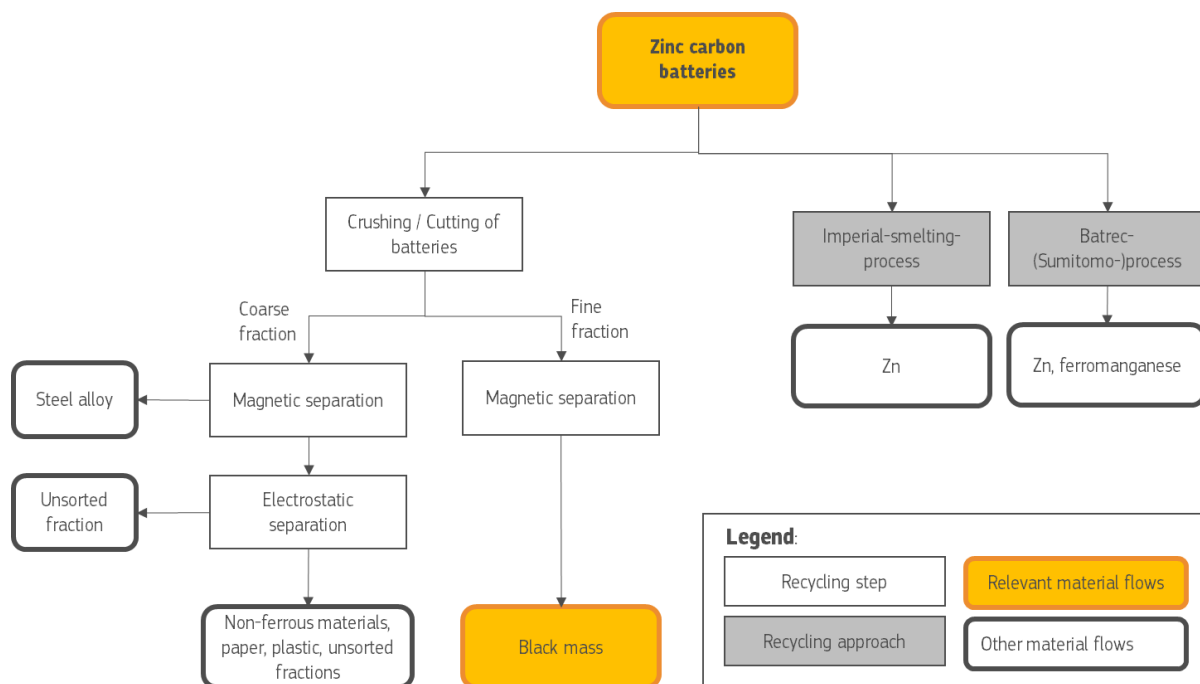 Zinc carbon
batteries
Crushing / Cutting of
batteries
Imperial-smelting-
process
Batrec-
(Sumitomo-)process
Coarse
fraction
Fine
fraction
Zn
Zn, ferromanganese
Steel alloy
Magnetic separation
Magnetic separation
Unsorted
fraction
Electrostatic
separation
Non-ferrous materials,
paper, plastic, unsorted
fractions
Black mass
Legend:
Recycling step
Relevant material flows
Recycling approach
Other material flows